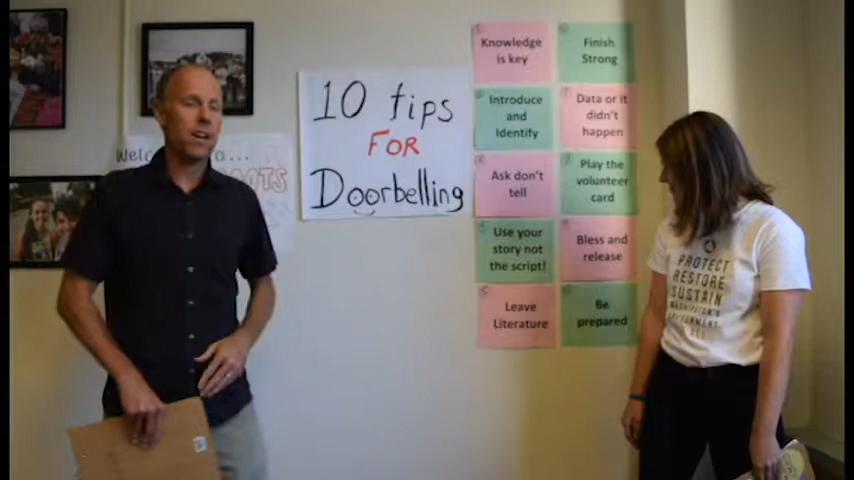 10 tips
FOR
Doorbelling
Knowledge
is key
Introduce
and
Identify
Ask don't
tell
Use your
story not
the script!
Leave
Literature
Finish
Strong
Data or it
didn't
happen
Play the
volunteer
card
Bless and
release
Be
prepared
PROTECT
RESTORE
SUSTAIN
WASHINGTON'S
ENVIRONMENT